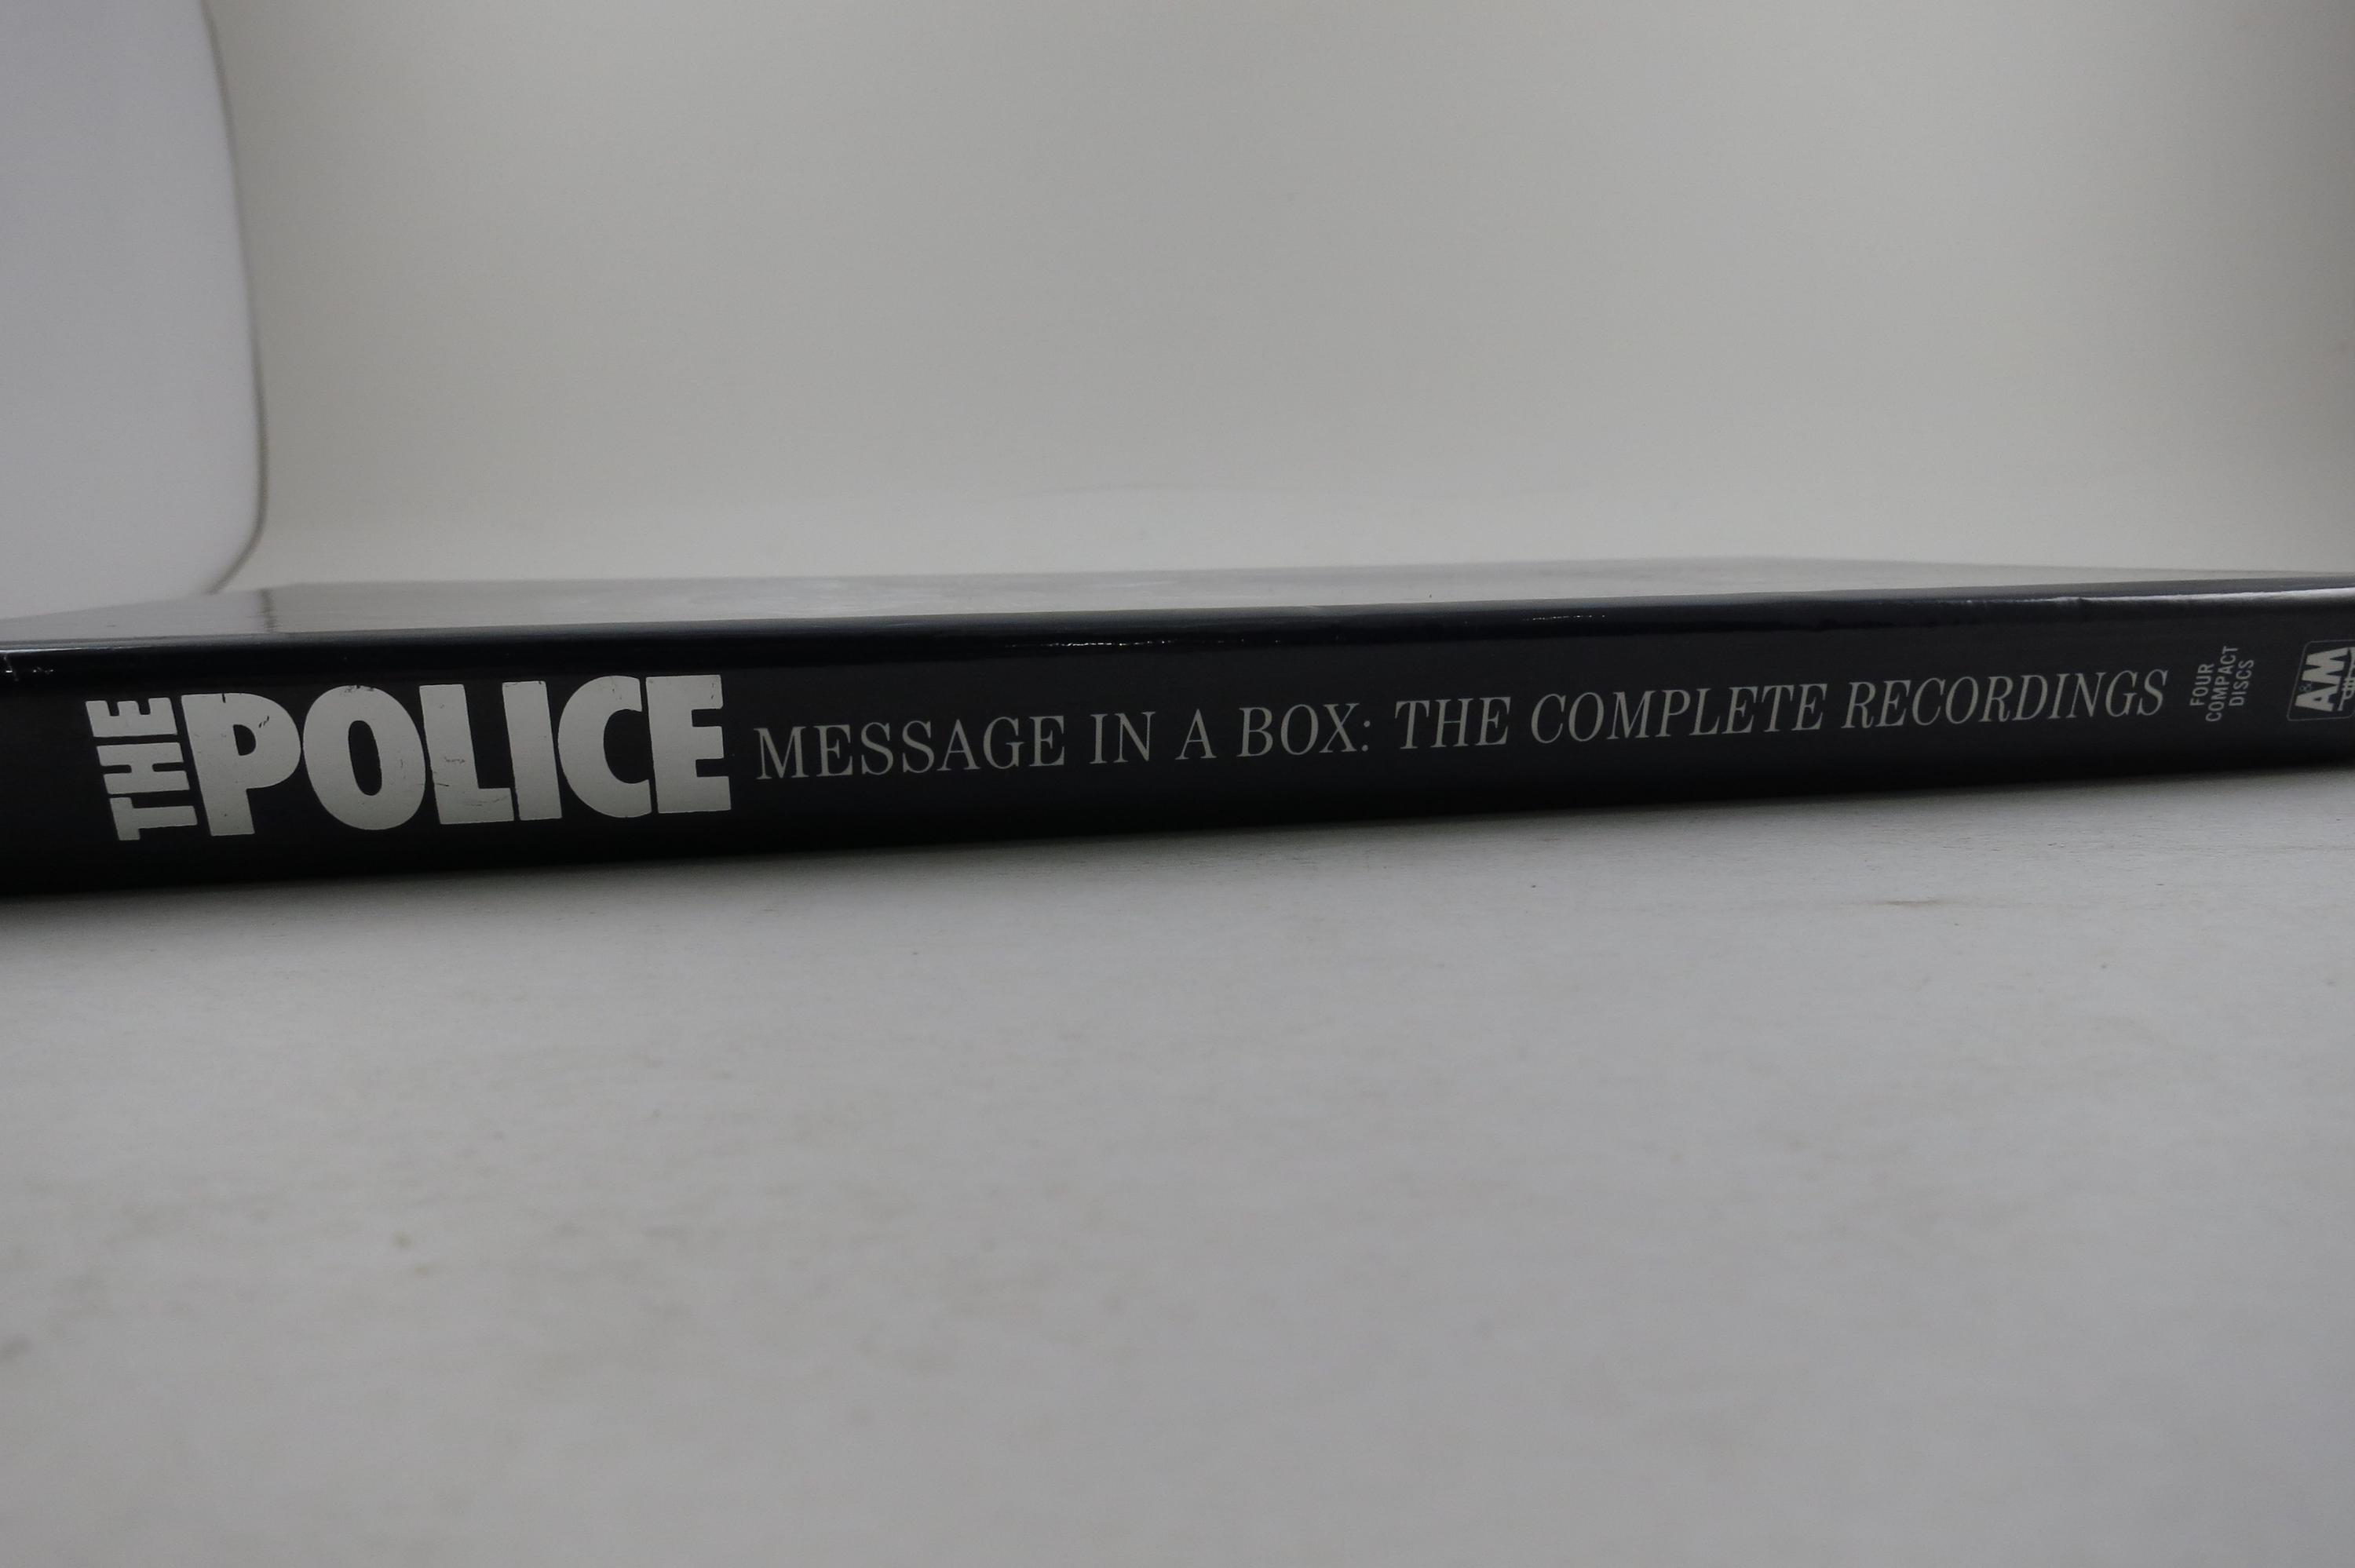 THE POLICE MESSAGE IN A BOX: THE COMPLETE RECORDINGS
FOUR
COMPACT
DISCS
A&M